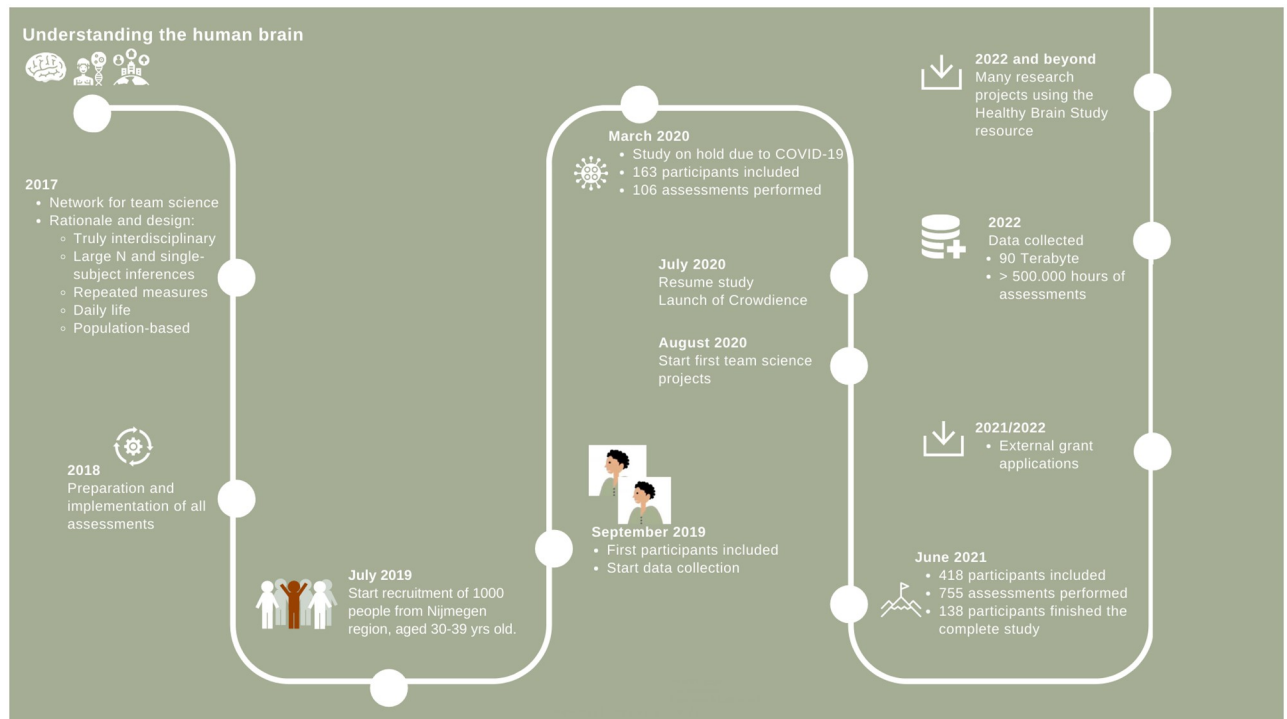 Understanding the human brain
2017
• Network for team science
• Rationale and design:
◦ Truly interdisciplinary
◦ Large N and single-
subject inferences
◦ Repeated measures
◦ Daily life
◦ Population-based
2018
Preparation and
implementation of all
assessments
July 2019
Start recruitment of 1000
people from Nijmegen
region, aged 30-39 yrs old.
September 2019
• First participants included
• Start data collection
March 2020
• Study on hold due to COVID-19
• 163 participants included
• 106 assessments performed
July 2020
Resume study
Launch of Crowdience
August 2020
Start first team science
projects
June 2021
• 418 participants included
• 755 assessments performed
• 138 participants finished the
complete study
2021/2022
• External grant
applications
2022
Data collected
• 90 Terabyte
• > 500.000 hours of
assessments
2022 and beyond
Many research
projects using the
Healthy Brain Study
resource